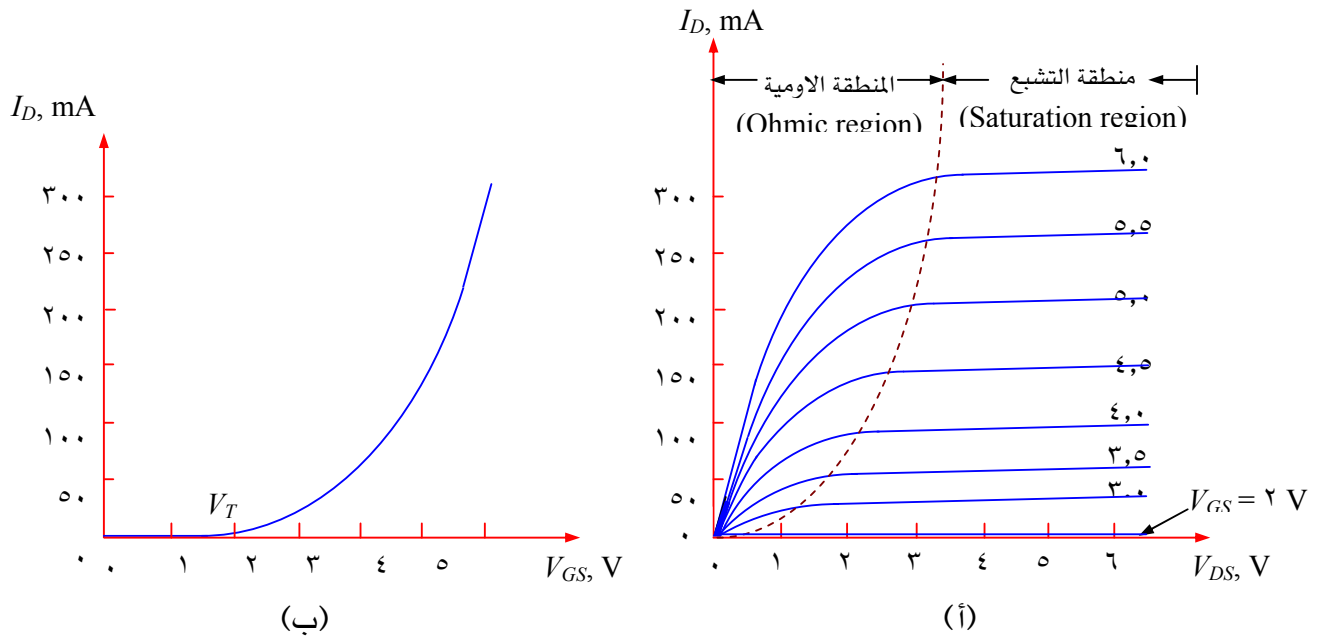 I_D, mA
منطقة التشبع
المنطقة الاومية
(Saturation region)
(Ohmic region)
٦,٠
٥,٥
٥,٠
٤,٥
٤,٠
٣,٥
٣,٠
V_GS = ٢ V
٣٠٠
٢٥٠
٢٠٠
١٥٠
١٠٠
٥٠
٠
٠ ١ ٢ ٣ ٤ ٥ ٦
V_DS, V
(أ)
I_D, mA
٣٠٠
٢٥٠
٢٠٠
١٥٠
١٠٠
٥٠
V_T
٠
٠ ١ ٢ ٣ ٤ ٥
V_GS, V
(ب)